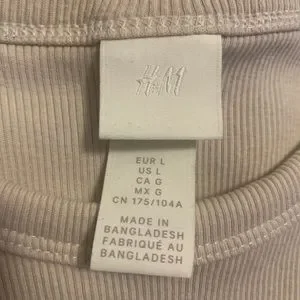 H&M
EUR L
US L
CA G
MX G
CN 175/104A
MADE IN
BANGLADESH
FABRIQUÉ AU
BANGLADESH